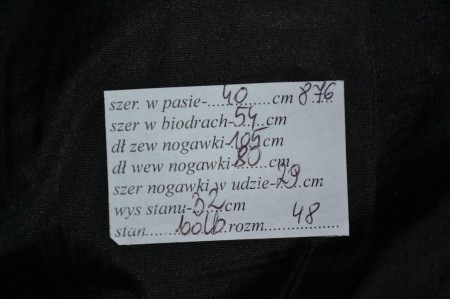 szer. w pasie-..40..........cm 876
szer w biodrach-54....cm
dł zew nogawki-105cm
dł wew nogawki-80......cm
szer nogawki w udzie-29.cm
wys stanu-32cm
stan..................rozm....48........